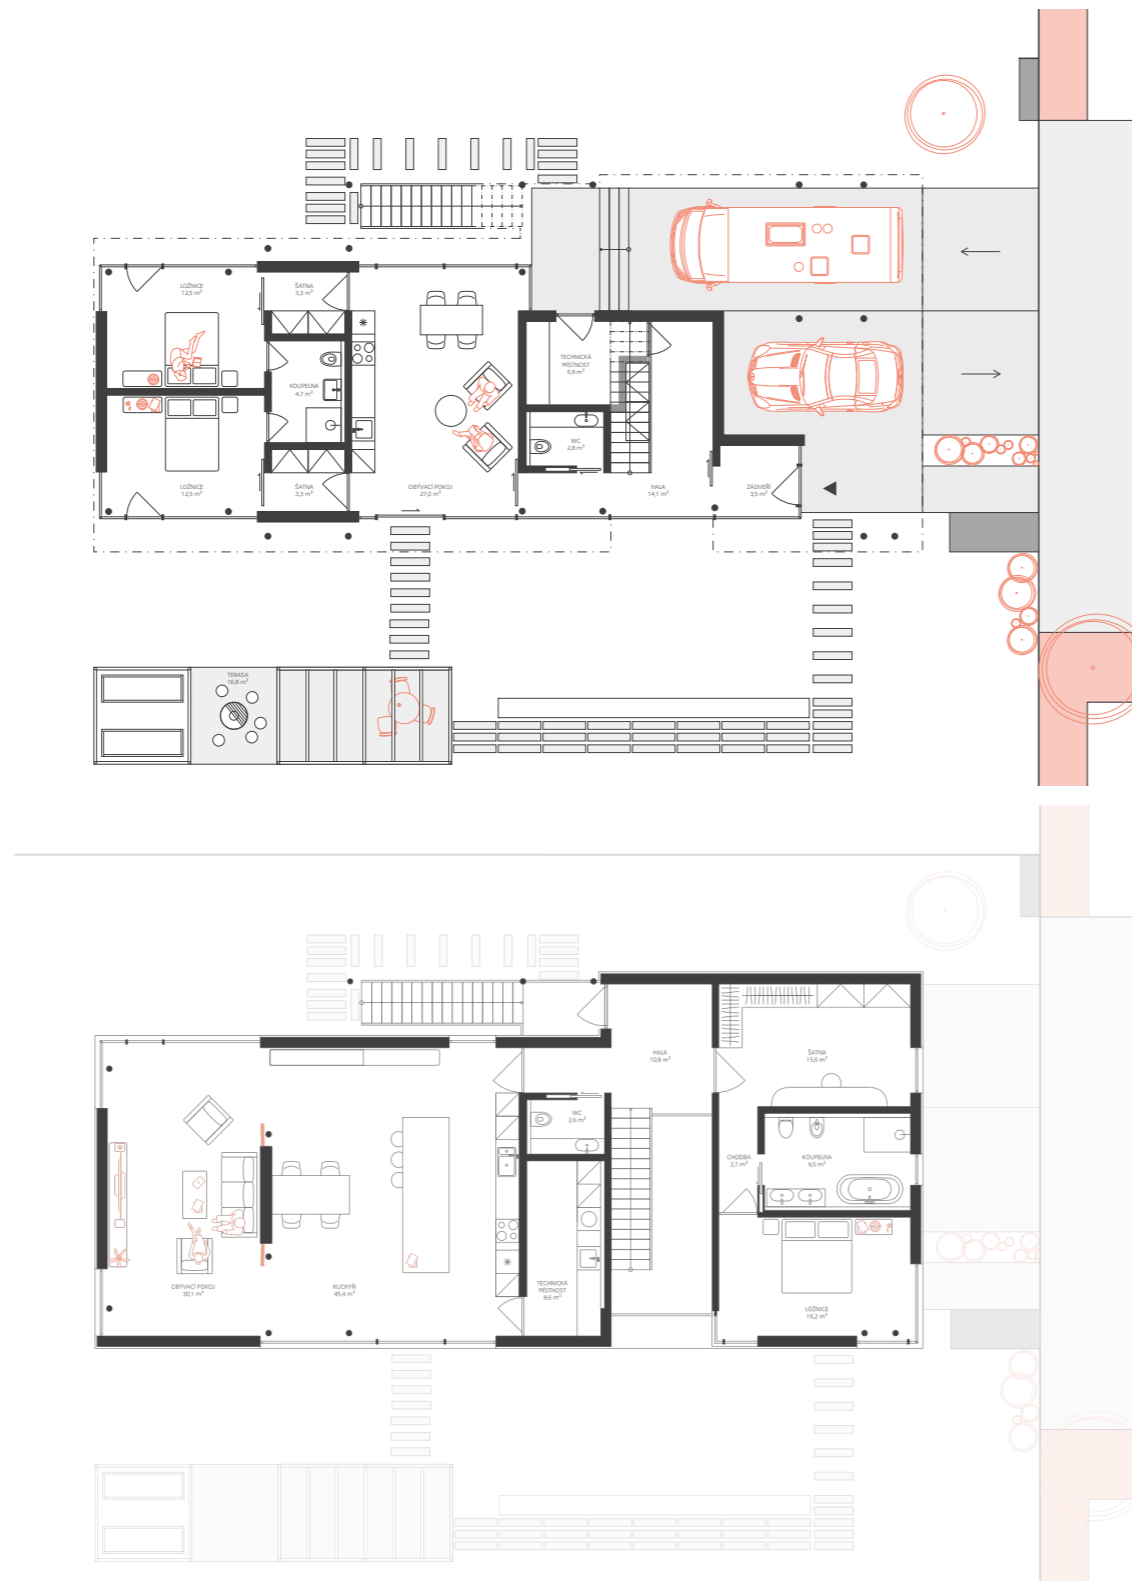 LOŽNICE
12,5 m²
ŠATNA
3,3 m²
TECHNICKÁ
MÍSTNOST
5,9 m²
KOUPELNA
4,7 m²
WC
2,8 m²
LOŽNICE
12,5 m²
ŠATNA
3,3 m²
OBÝVACÍ POKOJ
27,0 m²
HALA
14,1 m²
ZÁDVEŘÍ
3,5 m²
TERASA
16,8 m²
HALA
10,8 m²
ŠATNA
15,6 m²
WC
2,6 m²
CHODBA
2,7 m²
KOUPELNA
9,5 m²
OBÝVACÍ POKOJ
30,1 m²
KUCHYŇ
45,4 m²
TECHNICKÁ
MÍSTNOST
8,6 m²
LOŽNICE
16,2 m²